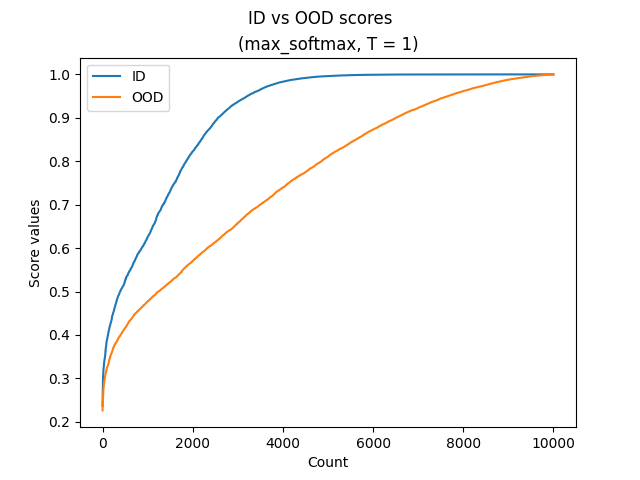 ID vs OOD scores
(max_softmax, T = 1)
1.0
0.9
0.8
0.7
0.6
0.5
0.4
0.3
0.2
Score values
ID
OOD
0
2000
4000
6000
8000
10000
Count